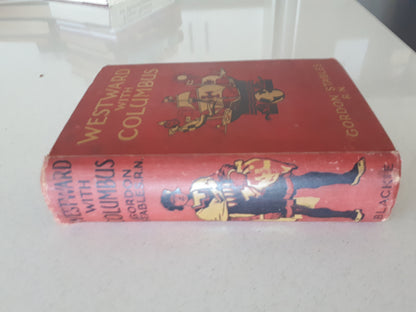 WESTWARD
WITH
COLUMBUS
GORDON STABLES
R.N.
WESTWARD
WITH
COLUMBUS
GORDON
STABLES. R.N.
BLACKIE